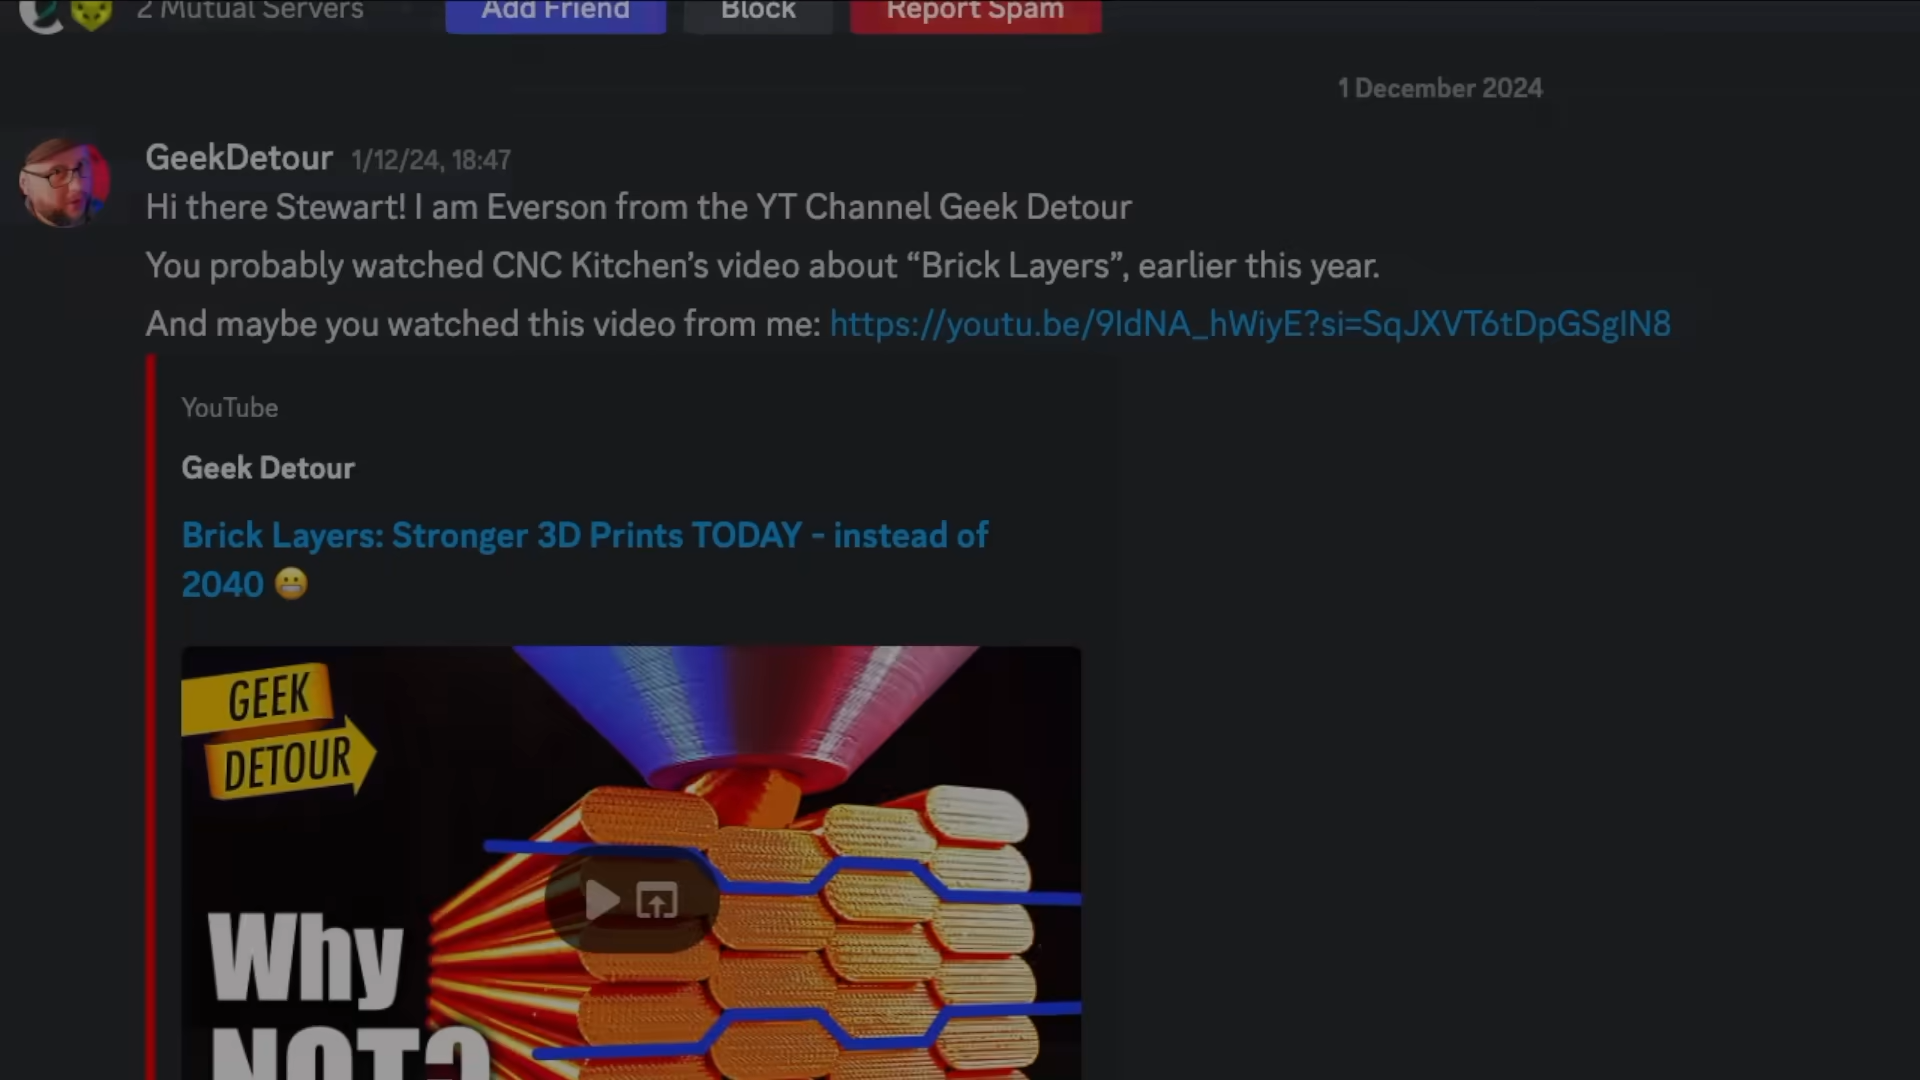 2 Mutual Servers
Add Friend
Block
Report Spam
1 December 2024
GeekDetour 1/12/24, 18:47
Hi there Stewart! I am Everson from the YT Channel Geek Detour
You probably watched CNC Kitchen’s video about “Brick Layers”, earlier this year.
And maybe you watched this video from me: https://youtu.be/9IdNA_hWiyE?si=SqJXVT6tDpGSgIN8
YouTube
Geek Detour
Brick Layers: Stronger 3D Prints TODAY - instead of
2040 😬
GEEK
DETOUR
Why
NOT?